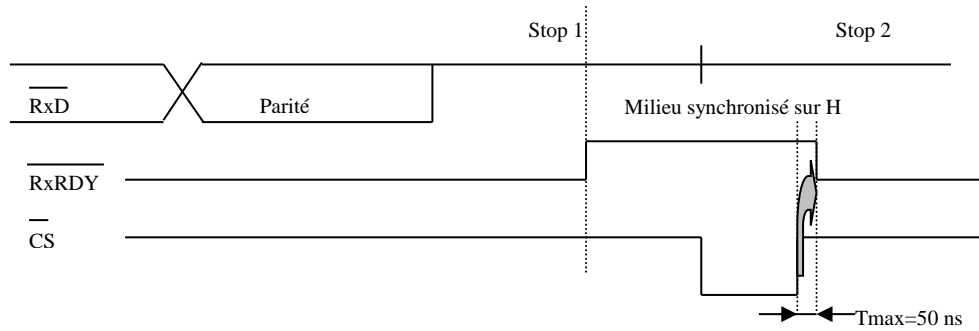 Stop 1
Stop 2
RxD
Parité
Milieu synchronisé sur H
RxRDY
CS
Tmax=50 ns